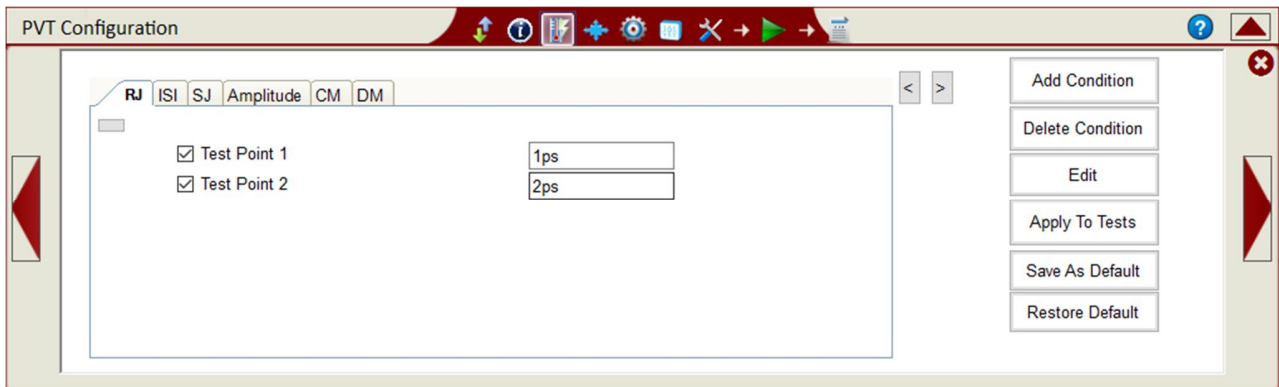 PVT Configuration
?
RJ ISI SJ Amplitude CM DM
< >
Test Point 1 1ps
Test Point 2 2ps
Add Condition
Delete Condition
Edit
Apply To Tests
Save As Default
Restore Default